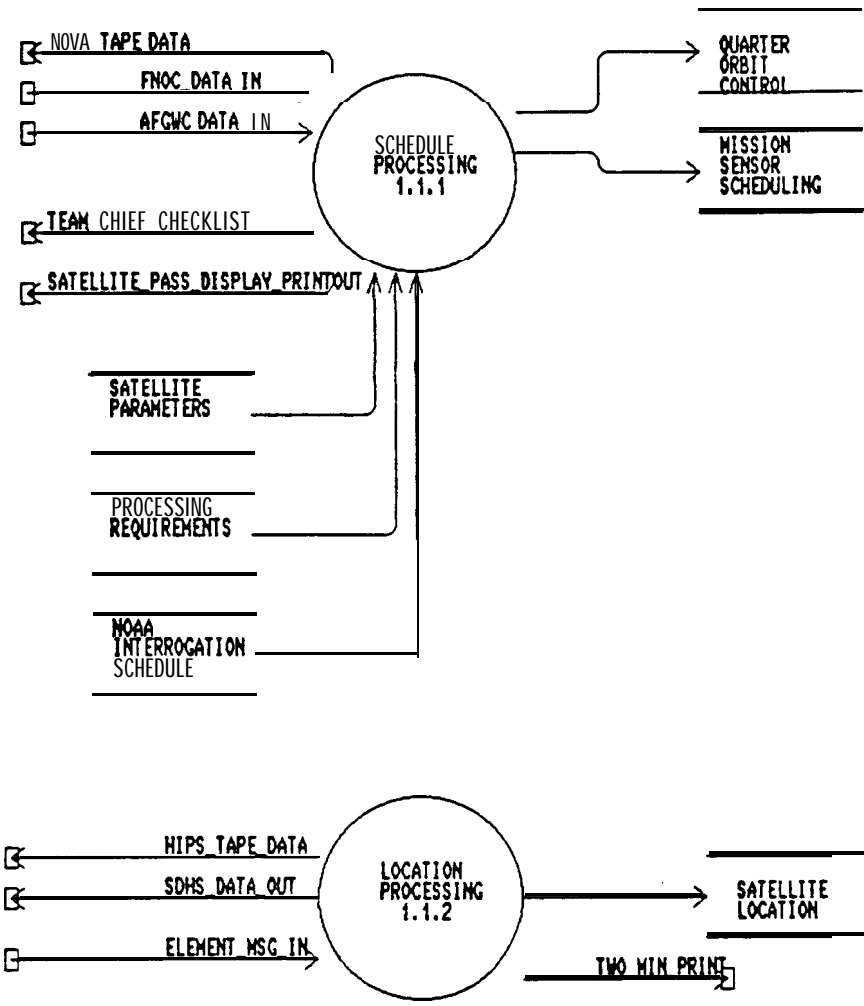 NOVA TAPE DATA
FNOC_DATA IN
AFGWC DATA IN
TEAM CHIEF CHECKLIST
SATELLITE_PASS_DISPLAY_PRINTOUT
SCHEDULE
PROCESSING
1.1.1
QUARTER
ORBIT
CONTROL
MISSION
SENSOR
SCHEDULING
SATELLITE
PARAMETERS
PROCESSING
REQUIREMENTS
NOAA
INTERROGATION
SCHEDULE
HIPS_TAPE_DATA
SDHS_DATA_OUT
ELEMENT_MSG_IN
LOCATION
PROCESSING
1.1.2
SATELLITE
LOCATION
TWO MIN PRINT